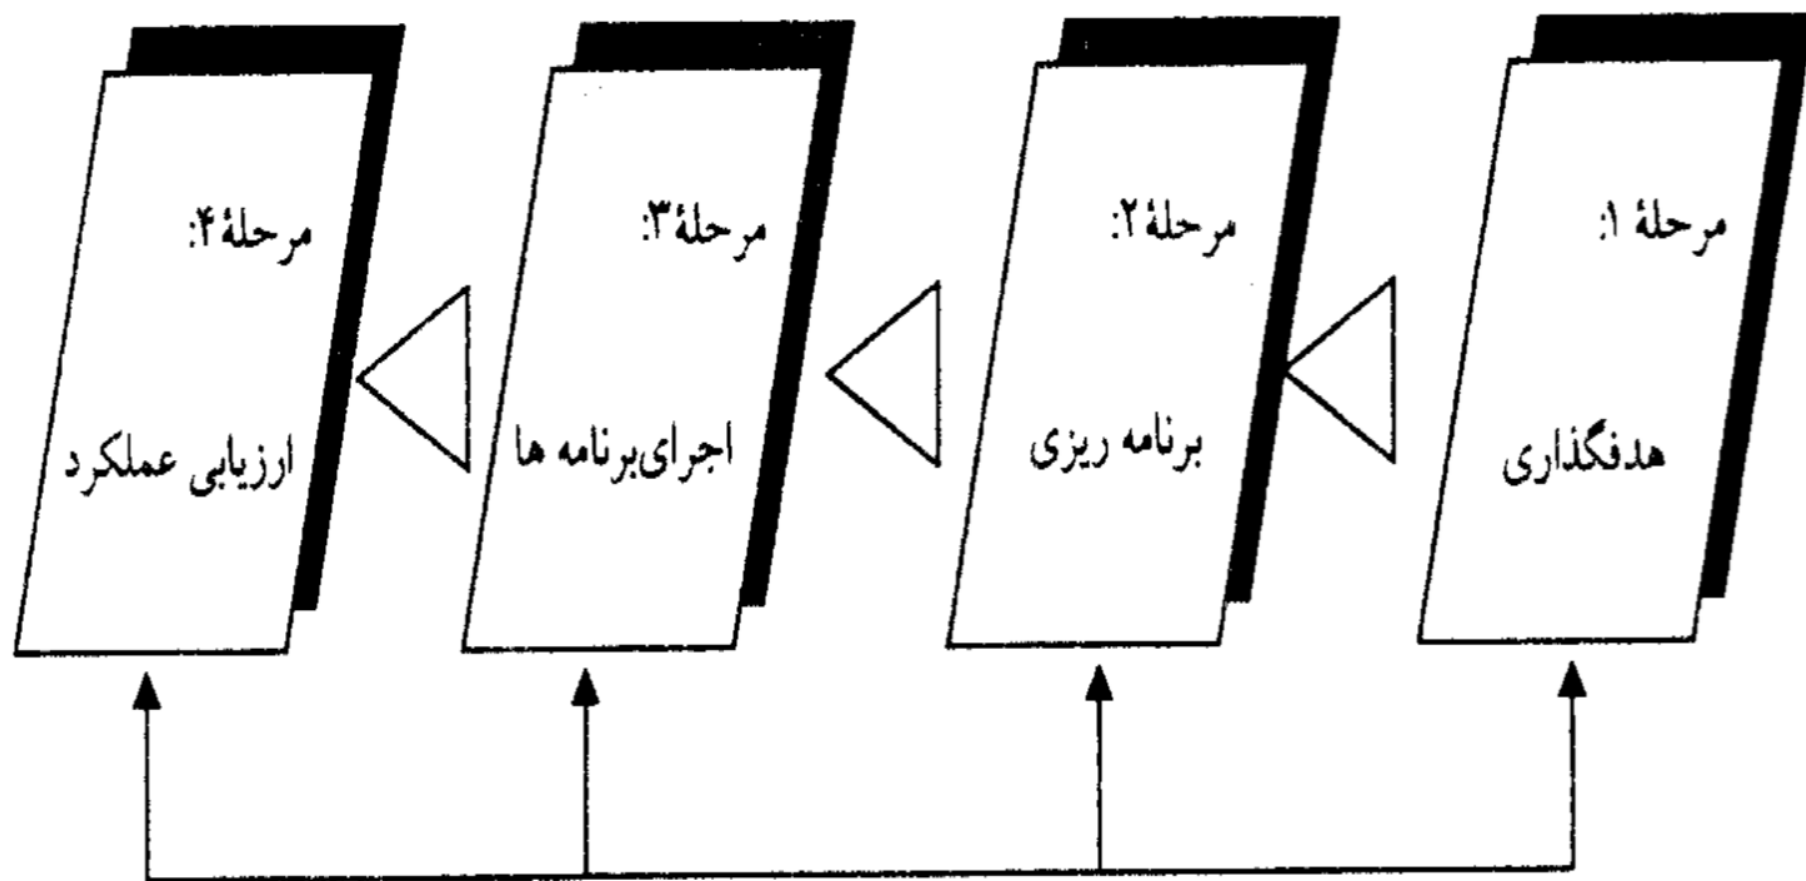 مرحلهٔ ۱:
هدفگذاری
مرحلهٔ ۲:
برنامه ریزی
مرحلهٔ ۳:
اجرای برنامه ها
مرحلهٔ ۴:
ارزیابی عملکرد